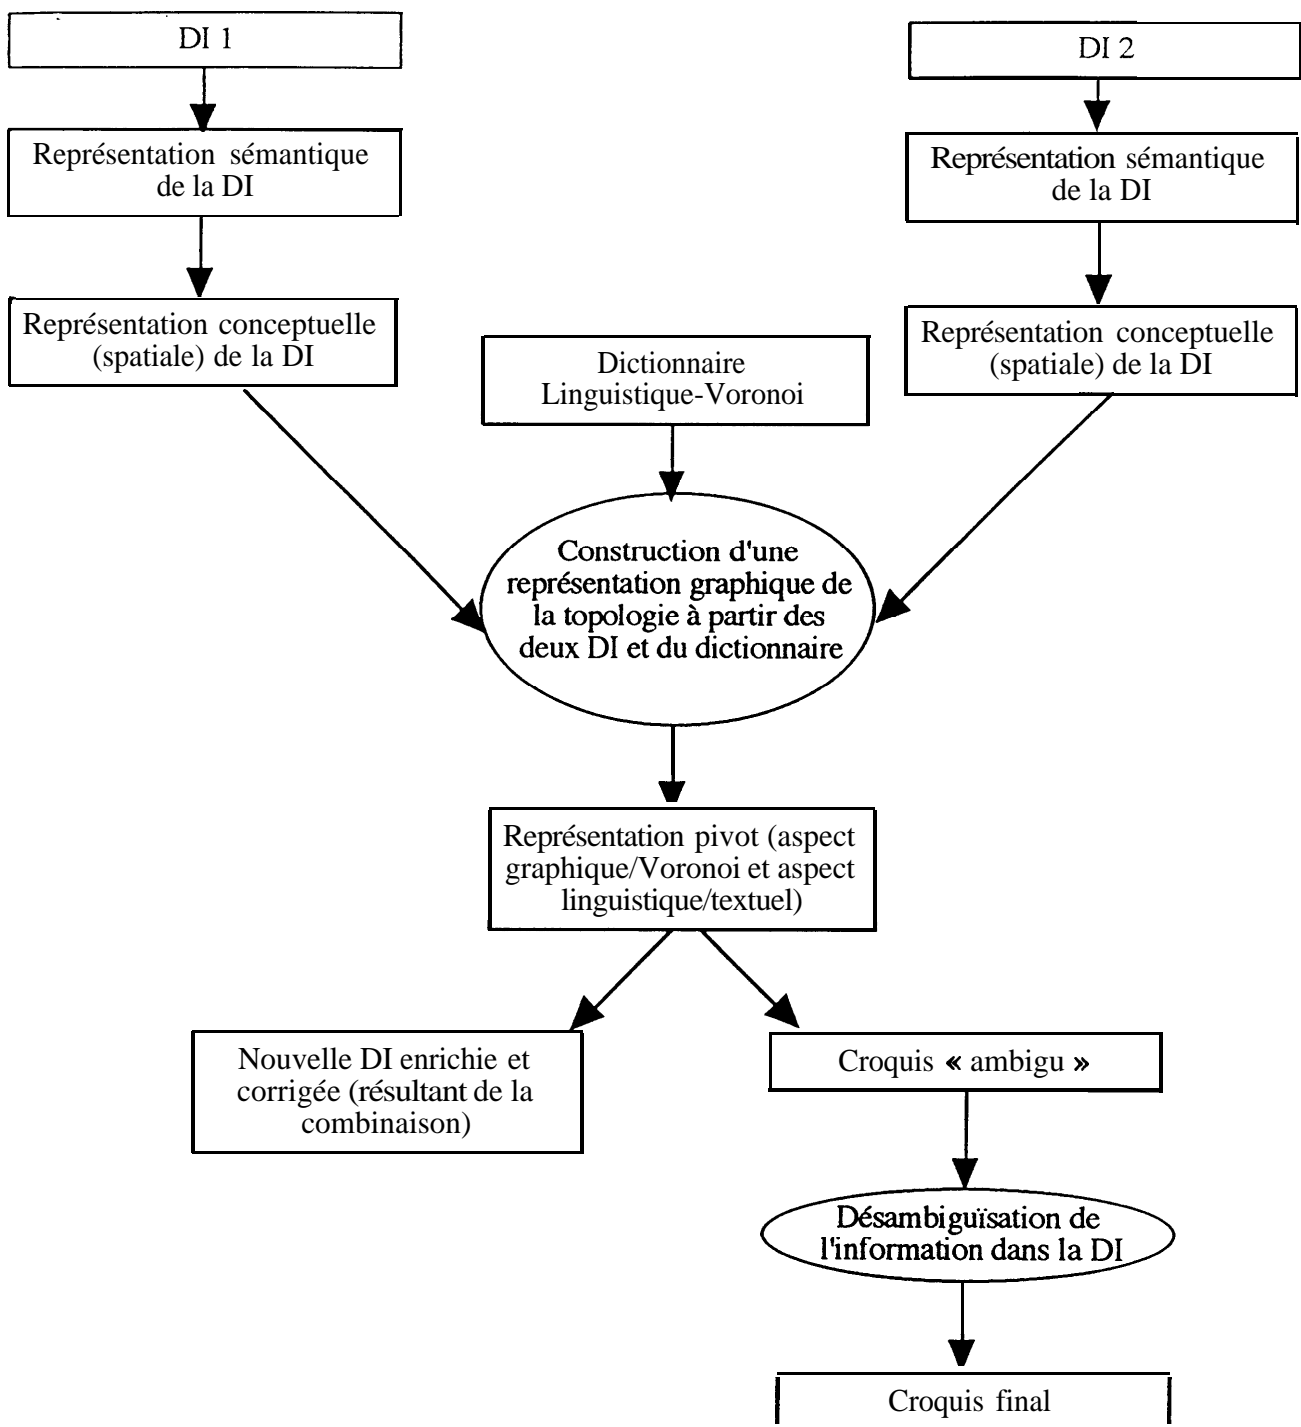 DI 1
DI 2
Représentation sémantique
de la DI
Représentation sémantique
de la DI
Représentation conceptuelle
(spatiale) de la DI
Représentation conceptuelle
(spatiale) de la DI
Dictionnaire
Linguistique-Voronoi
Construction d'une
représentation graphique de
la topologie à partir des
deux DI et du dictionnaire
Représentation pivot (aspect
graphique/Voronoi et aspect
linguistique/textuel)
Nouvelle DI enrichie et
corrigée (résultant de la
combinaison)
Croquis « ambigu »
Désambiguïsation de
l'information dans la DI
Croquis final